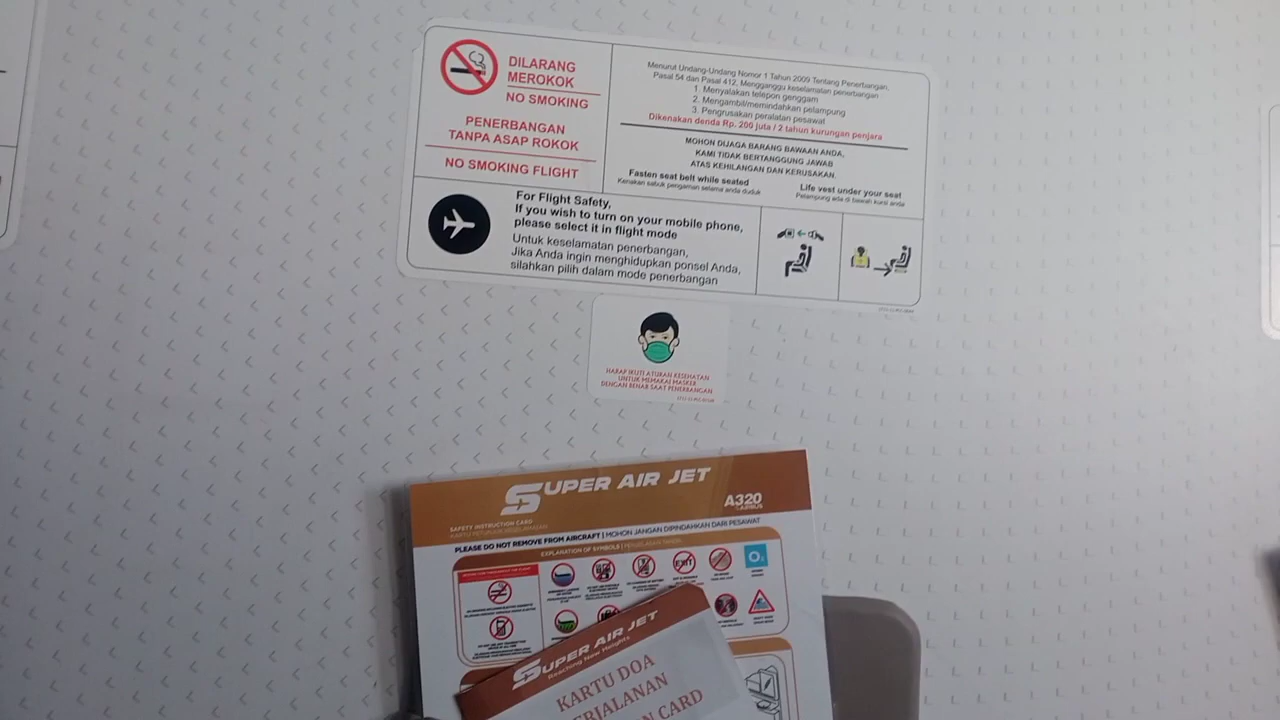 DILARANG
MEROKOK
NO SMOKING
PENERBANGAN
TANPA ASAP ROKOK
NO SMOKING FLIGHT
Menurut Undang-Undang Nomor 1 Tahun 2009 Tentang Penerbangan,
Pasal 54 dan Pasal 412, Mengganggu keselamatan penerbangan
1. Menyalakan telepon genggam
2. Mengambil/memindahkan pelampung
3. Pengrusakan peralatan pesawat
Dikenakan denda Rp. 200 juta / 2 tahun kurungan penjara
MOHON DIJAGA BARANG BAWAAN ANDA,
KAMI TIDAK BERTANGGUNG JAWAB
ATAS KEHILANGAN DAN KERUSAKAN.
Fasten seat belt while seated
Kenakan sabuk pengaman selama anda duduk
Life vest under your seat
Pelampung ada di bawah kursi anda
For Flight Safety,
If you wish to turn on your mobile phone,
please select it in flight mode
Untuk keselamatan penerbangan,
Jika Anda ingin menghidupkan ponsel Anda,
silahkan pilih dalam mode penerbangan
HARAP IKUTI ATURAN KESEHATAN
UNTUK MEMAKAI MASKER
DENGAN BENAR SAAT PENERBANGAN
SUPER AIR JET
A320
AIRBUS
SAFETY INSTRUCTION CARD
PLEASE DO NOT REMOVE FROM AIRCRAFT | MOHON JANGAN DIPINDAHKAN DARI PESAWAT
EXPLANATION OF SYMBOLS
EXIT
O₂
SUPER AIR JET
Reaching New Heights
KARTU DOA
CARD